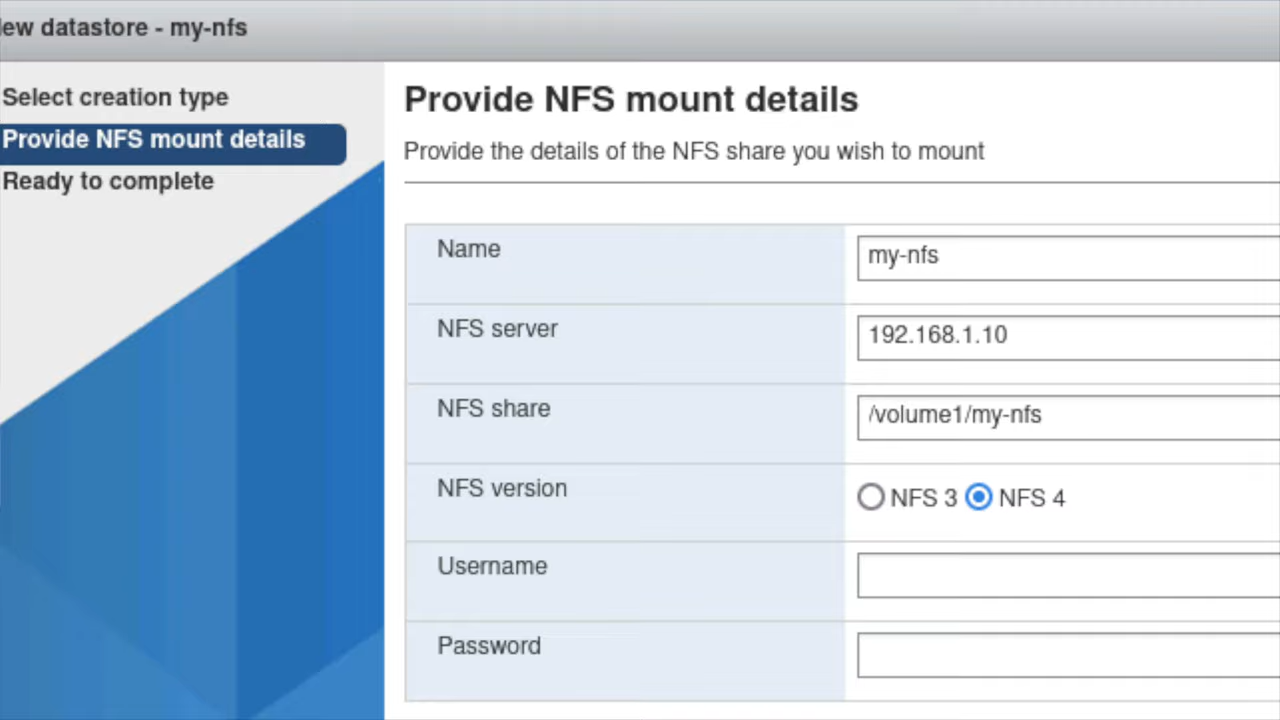 ew datastore - my-nfs
Select creation type
Provide NFS mount details
Ready to complete
Provide NFS mount details
Provide the details of the NFS share you wish to mount
Name
my-nfs
NFS server
192.168.1.10
NFS share
/volume1/my-nfs
NFS version
NFS 3 NFS 4
Username
Password